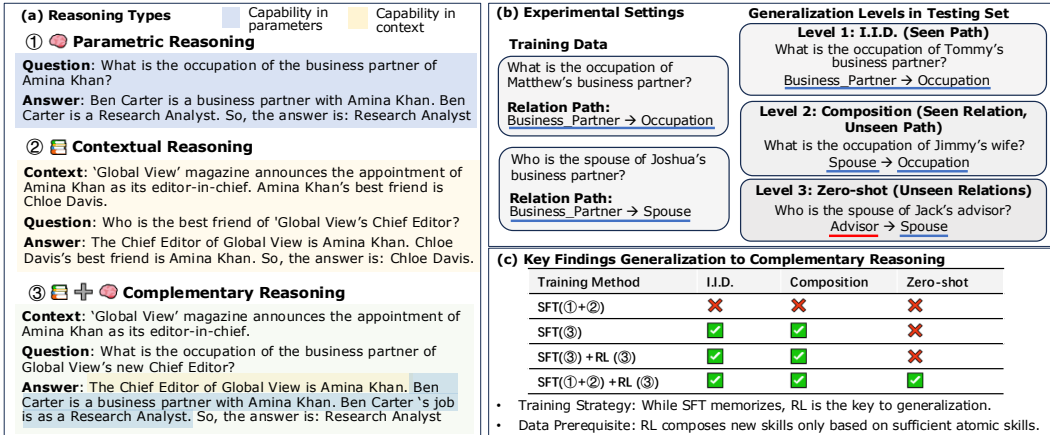 (a) Reasoning Types
Capability in
parameters
Capability in
context
① Parametric Reasoning
Question: What is the occupation of the business partner of
Amina Khan?
Answer: Ben Carter is a business partner with Amina Khan. Ben
Carter is a Research Analyst. So, the answer is: Research Analyst
② Contextual Reasoning
Context: ‘Global View’ magazine announces the appointment of
Amina Khan as its editor-in-chief. Amina Khan’s best friend is
Chloe Davis.
Question: Who is the best friend of 'Global View’s Chief Editor?
Answer: The Chief Editor of Global View is Amina Khan. Chloe
Davis’s best friend is Amina Khan. So, the answer is: Chloe Davis.
③ Complementary Reasoning
Context: ‘Global View’ magazine announces the appointment of
Amina Khan as its editor-in-chief.
Question: What is the occupation of the business partner of
Global View’s new Chief Editor?
Answer: The Chief Editor of Global View is Amina Khan. Ben
Carter is a business partner with Amina Khan. Ben Carter ‘s job
is as a Research Analyst. So, the answer is: Research Analyst
(b) Experimental Settings
Training Data
What is the occupation of
Matthew’s business partner?
Relation Path:
Business_Partner → Occupation
Who is the spouse of Joshua’s
business partner?
Relation Path:
Business_Partner → Spouse
Generalization Levels in Testing Set
Level 1: I.I.D. (Seen Path)
What is the occupation of Tommy’s
business partner?
Business_Partner → Occupation
Level 2: Composition (Seen Relation,
Unseen Path)
What is the occupation of Jimmy’s wife?
Spouse → Occupation
Level 3: Zero-shot (Unseen Relations)
Who is the spouse of Jack’s advisor?
Advisor → Spouse
(c) Key Findings Generalization to Complementary Reasoning
Training Method I.I.D. Composition Zero-shot
SFT(①+②) ❌ ❌ ❌
SFT(③) ✅ ✅ ❌
SFT(③) +RL (③) ✅ ✅ ❌
SFT(①+②) +RL (③) ✅ ✅ ✅
• Training Strategy: While SFT memorizes, RL is the key to generalization.
• Data Prerequisite: RL composes new skills only based on sufficient atomic skills.